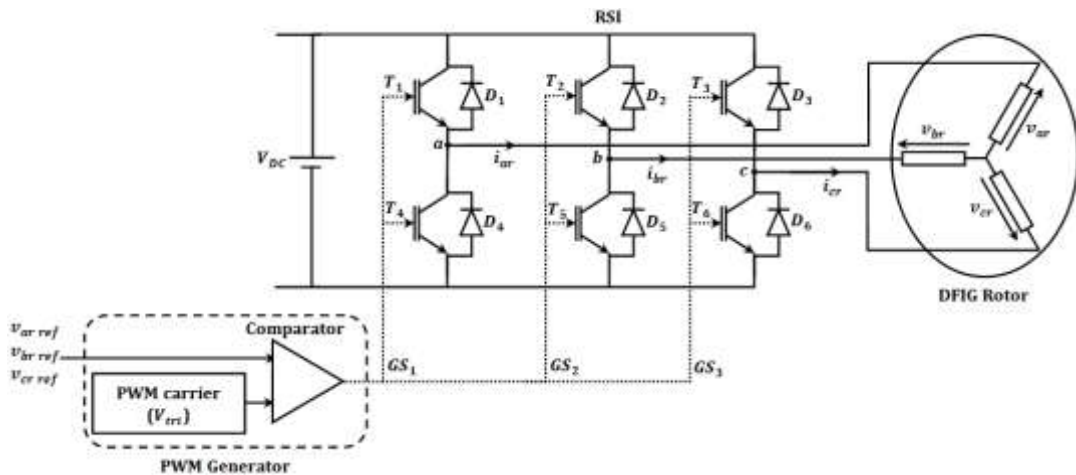 RSI
T1
D1
T2
D2
T3
D3
VDC
a
iar
b
ibr
c
icr
vbr
var
vcr
T4
D4
T5
D5
T6
D6
DFIG Rotor
var ref
vbr ref
vcr ref
Comparator
GS1
GS2
GS3
PWM carrier
(Vtri)
PWM Generator